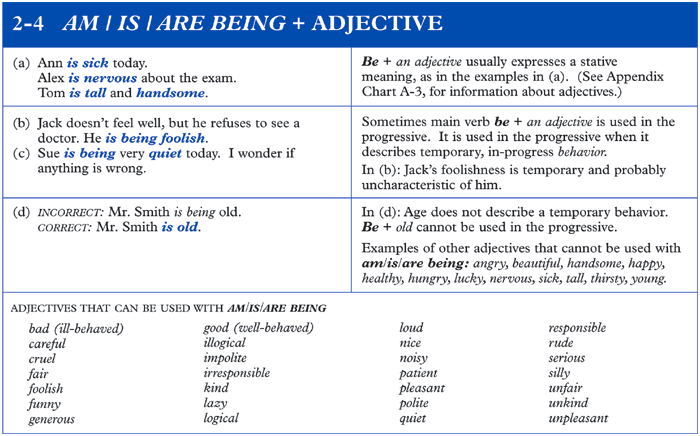 2-4 AM / IS / ARE BEING + ADJECTIVE
(a) Ann is sick today.
Alex is nervous about the exam.
Tom is tall and handsome.
Be + an adjective usually expresses a stative
meaning, as in the examples in (a). (See Appendix
Chart A-3, for information about adjectives.)
(b) Jack doesn't feel well, but he refuses to see a
doctor. He is being foolish.
(c) Sue is being very quiet today. I wonder if
anything is wrong.
Sometimes main verb be + an adjective is used in the
progressive. It is used in the progressive when it
describes temporary, in-progress behavior.
In (b): Jack's foolishness is temporary and probably
uncharacteristic of him.
(d) INCORRECT: Mr. Smith is being old.
CORRECT: Mr. Smith is old.
In (d): Age does not describe a temporary behavior.
Be + old cannot be used in the progressive.
Examples of other adjectives that cannot be used with
am/is/are being: angry, beautiful, handsome, happy,
healthy, hungry, lucky, nervous, sick, tall, thirsty, young.
ADJECTIVES THAT CAN BE USED WITH AM/IS/ARE BEING
bad (ill-behaved)
careful
cruel
fair
foolish
funny
generous
good (well-behaved)
illogical
impolite
irresponsible
kind
lazy
logical
loud
nice
noisy
patient
pleasant
polite
quiet
responsible
rude
serious
silly
unfair
unkind
unpleasant